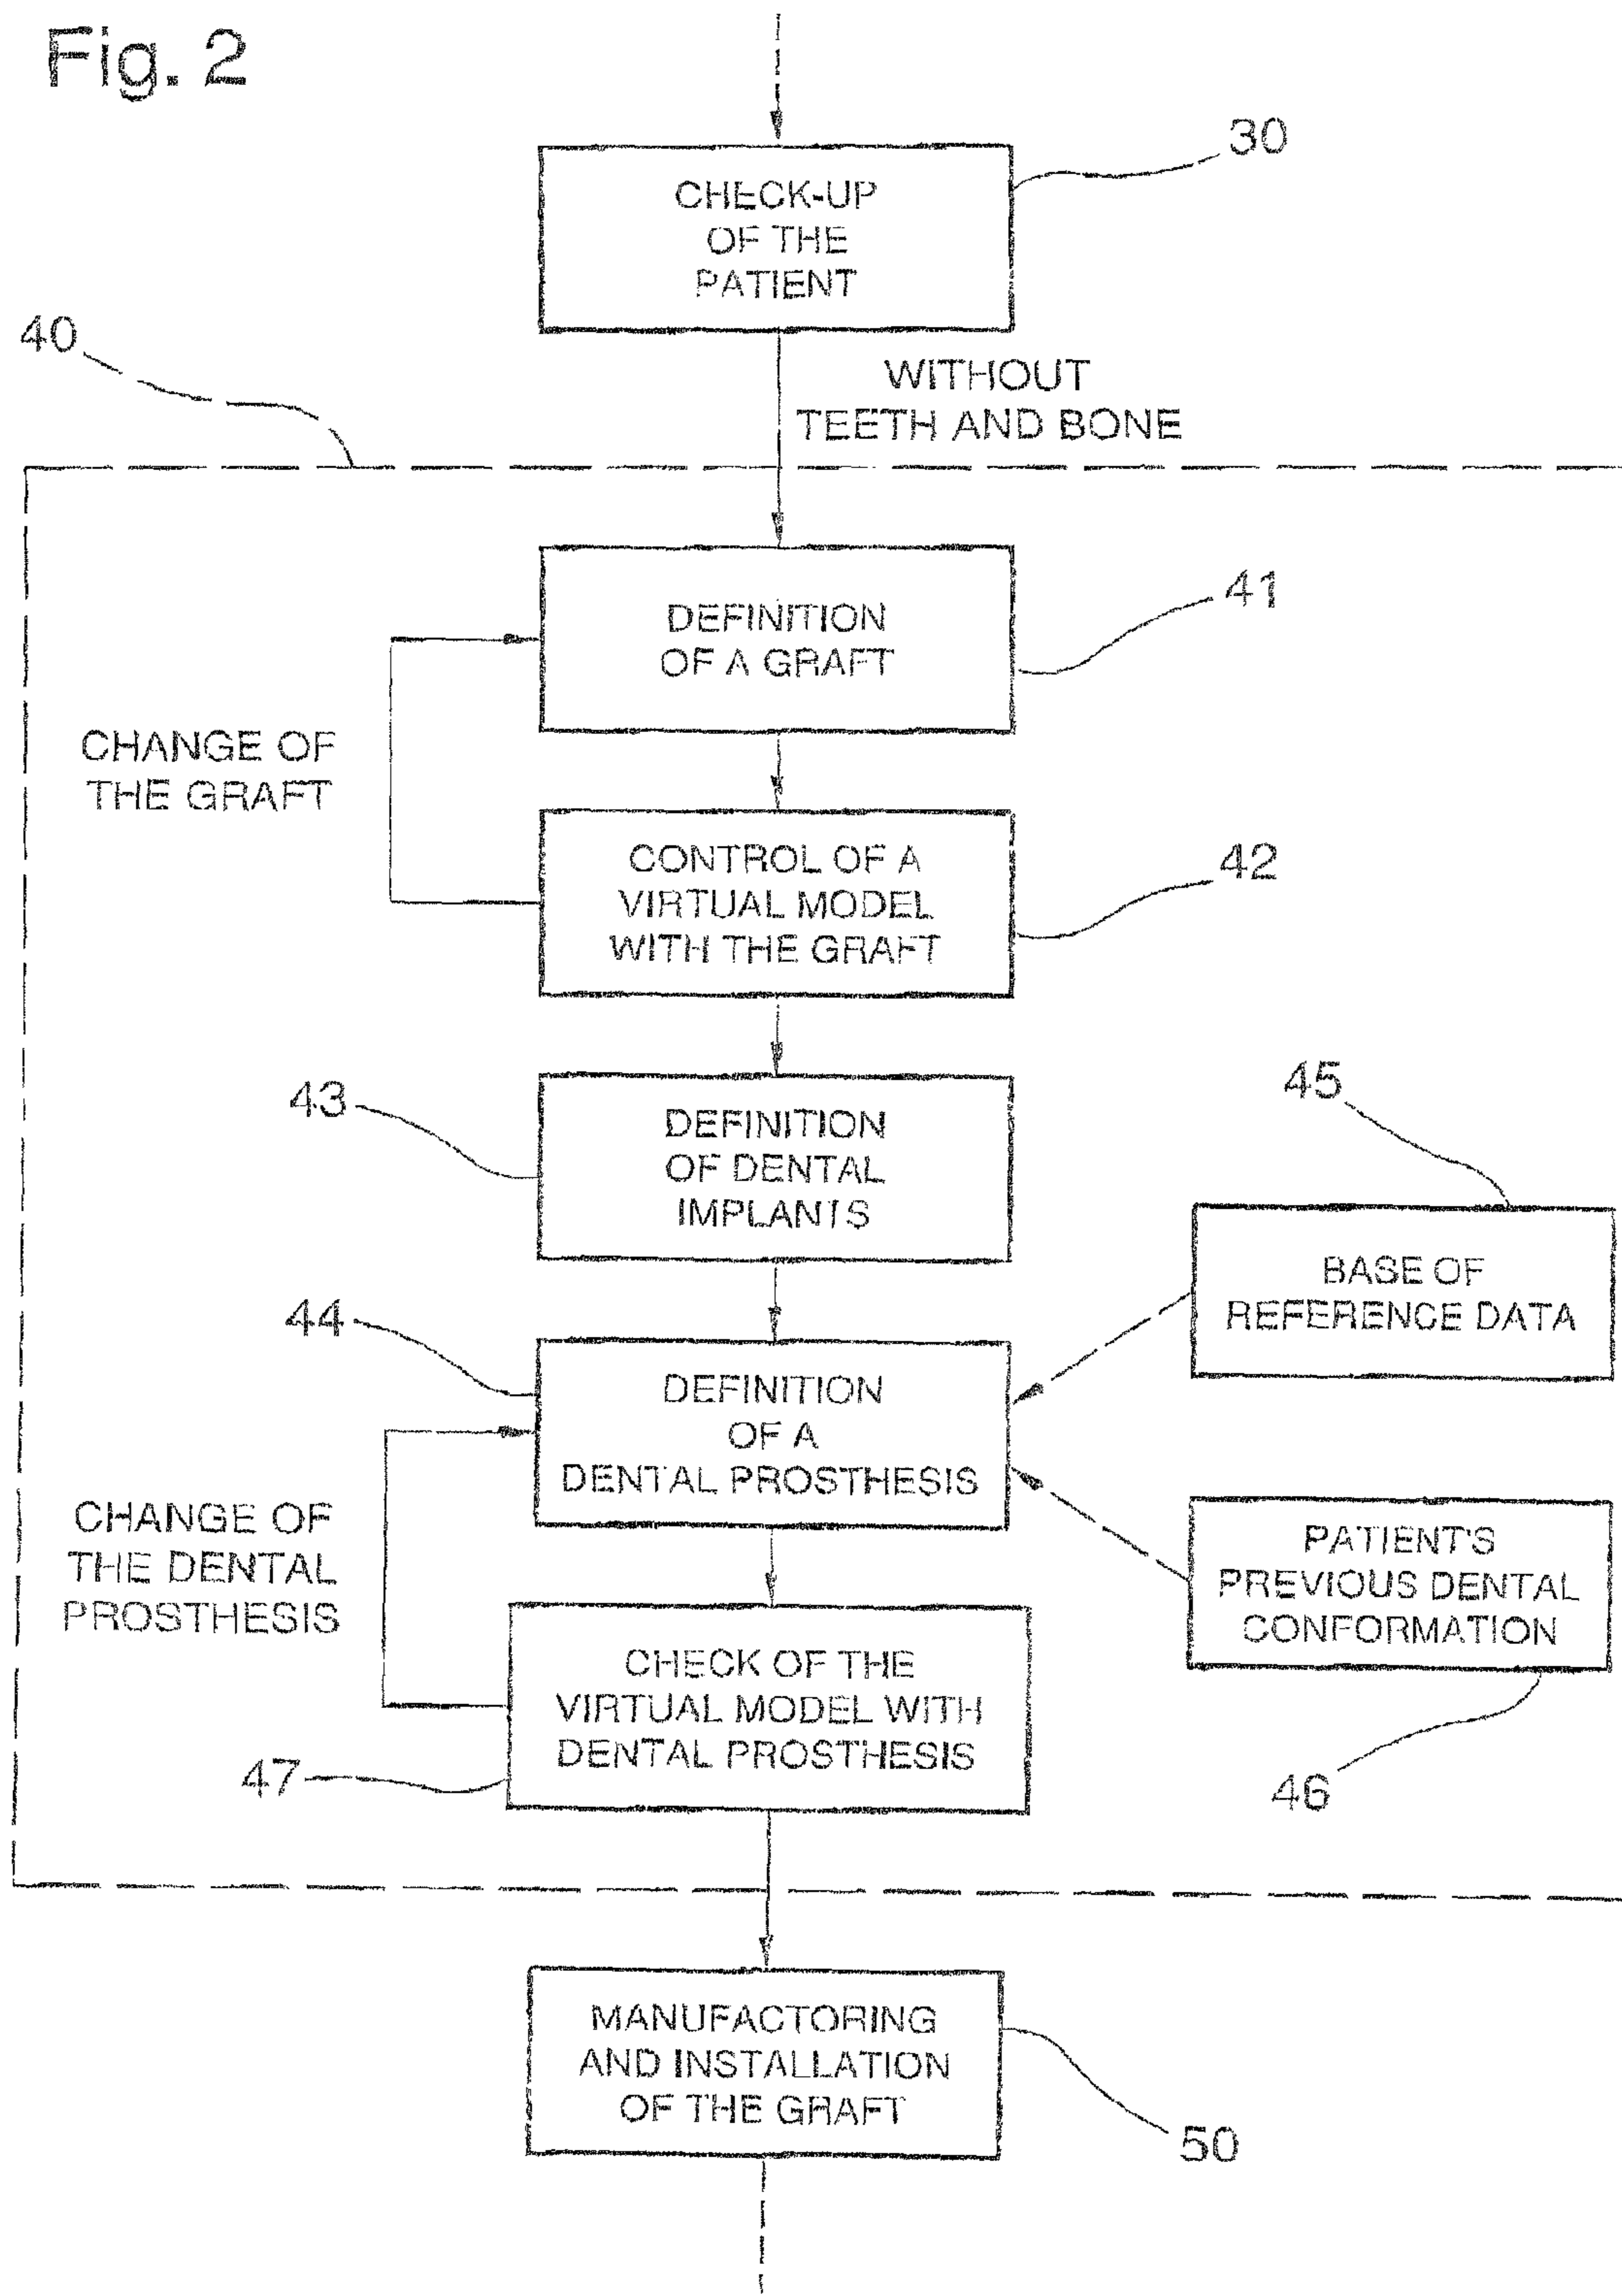 Fig. 2
30
CHECK-UP
OF THE
PATIENT
40
WITHOUT
TEETH AND BONE
41
DEFINITION
OF A GRAFT
CHANGE OF
THE GRAFT
42
CONTROL OF A
VIRTUAL MODEL
WITH THE GRAFT
43
DEFINITION
OF DENTAL
IMPLANTS
45
BASE OF
REFERENCE DATA
44
DEFINITION
OF A
DENTAL PROSTHESIS
CHANGE OF
THE DENTAL
PROSTHESIS
PATIENT'S
PREVIOUS DENTAL
CONFORMATION
46
CHECK OF THE
VIRTUAL MODEL WITH
DENTAL PROSTHESIS
47
MANUFACTORING
AND INSTALLATION
OF THE GRAFT
50